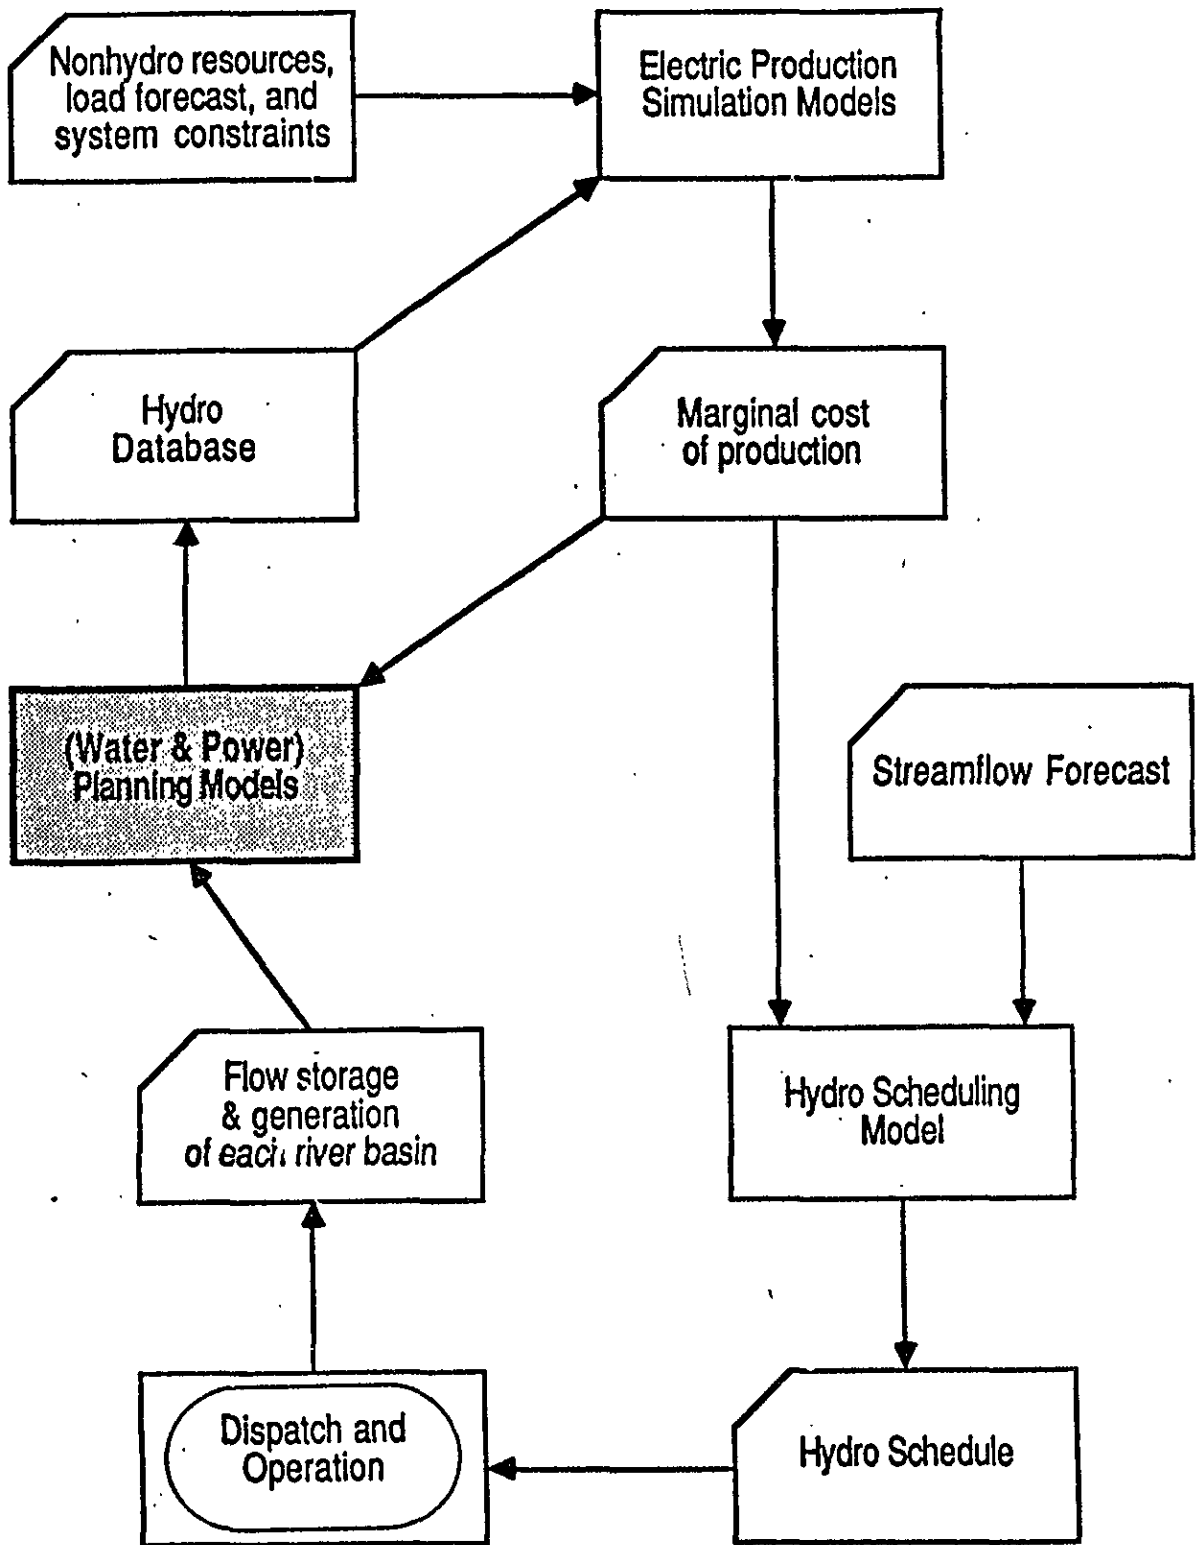 Nonhydro resources,
load forecast, and
system constraints
Electric Production
Simulation Models
Hydro
Database
Marginal cost
of production
(Water & Power)
Planning Models
Streamflow Forecast
Flow storage
& generation
of each river basin
Hydro Scheduling
Model
Dispatch and
Operation
Hydro Schedule